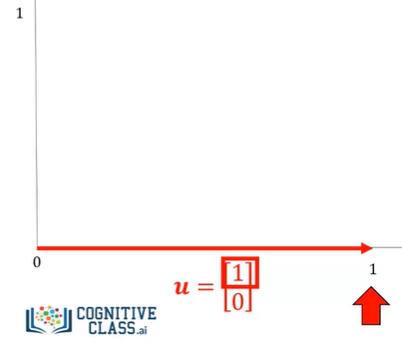 1
0
1
u = [1]
[0]
COGNITIVE
CLASS.ai